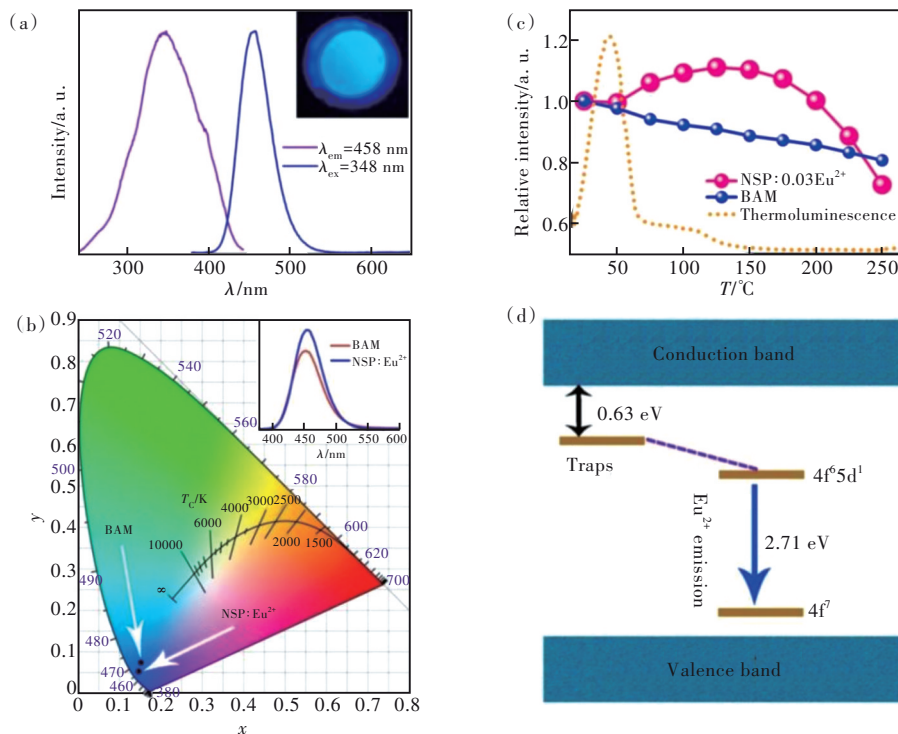 (a)
Intensity/a. u.
λem=458 nm
λex=348 nm
300 400 500 600
λ/nm
(b)
0.9
0.8
0.7
0.6
0.5
0.4
0.3
0.2
0.1
0
y
0 0.1 0.2 0.3 0.4 0.5 0.6 0.7 0.8
x
520
540
560
580
600
620
700
500
490
480
470
460
380
TC/K
10000
6000
4000
3000
2500
2000
1500
∞
BAM
NSP:Eu²⁺
BAM
NSP:Eu²⁺
400 450 500 550 600
λ/nm
(c)
Relative intensity/a. u.
1.2
1.0
0.8
0.6
NSP:0.03Eu²⁺
BAM
Thermoluminescence
50 100 150 200 250
T/℃
(d)
Conduction band
0.63 eV
Traps
4f⁶5d¹
Eu²⁺ emission
2.71 eV
4f⁷
Valence band